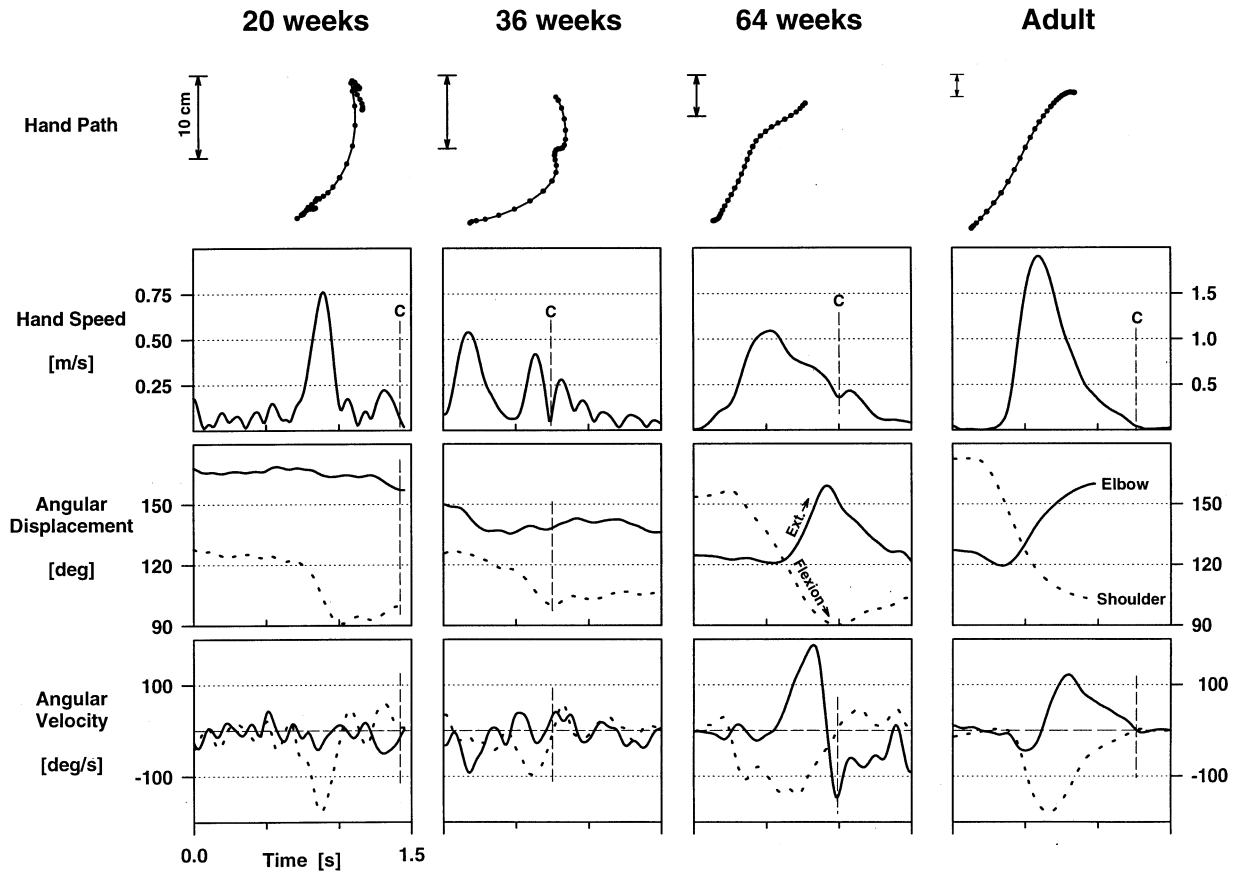 20 weeks 36 weeks 64 weeks Adult
Hand Path
10 cm
Hand Speed
[m/s]
0.75
0.50
0.25
C
C
C
C
1.5
1.0
0.5
Angular
Displacement
[deg]
150
120
90
Ext.
Flexion
Elbow
Shoulder
150
120
90
Angular
Velocity
[deg/s]
100
-100
100
-100
0.0 Time [s] 1.5